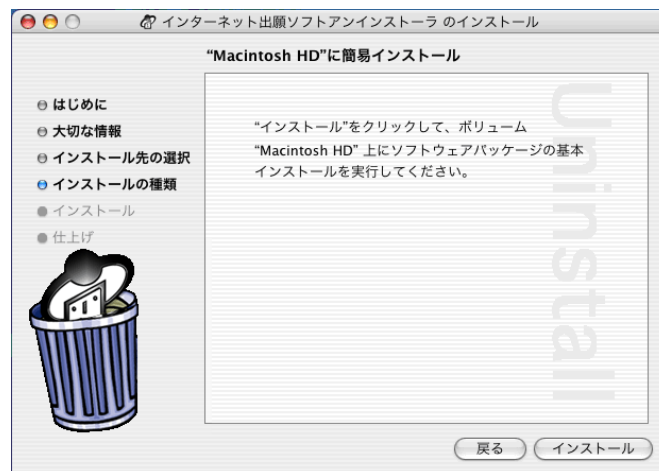 インターネット出願ソフトアンインストーラ のインストール
“Macintosh HD”に簡易インストール
はじめに
大切な情報
インストール先の選択
インストールの種類
インストール
仕上げ
“インストール”をクリックして、ボリューム
“Macintosh HD” 上にソフトウェアパッケージの基本
インストールを実行してください。
Uninstall
戻る
インストール